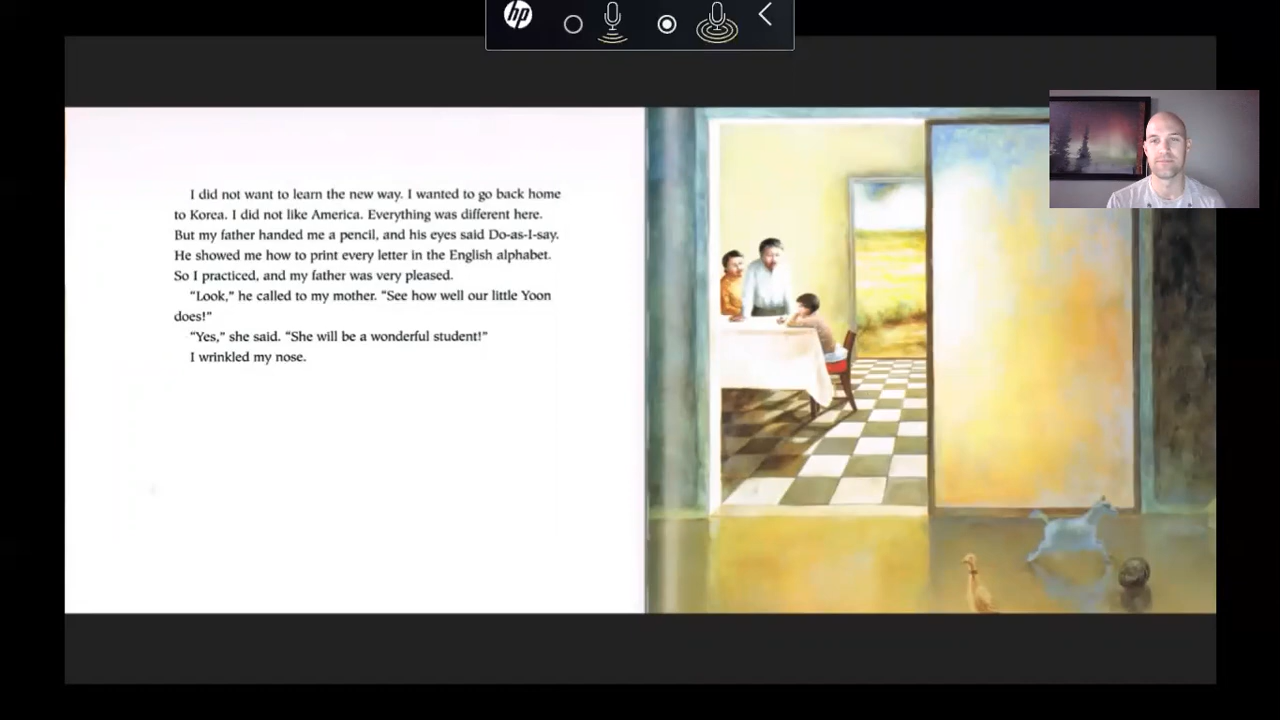 hp
I did not want to learn the new way. I wanted to go back home
to Korea. I did not like America. Everything was different here.
But my father handed me a pencil, and his eyes said Do-as-I-say.
He showed me how to print every letter in the English alphabet.
So I practiced, and my father was very pleased.
“Look,” he called to my mother. “See how well our little Yoon
does!”
“Yes,” she said. “She will be a wonderful student!”
I wrinkled my nose.